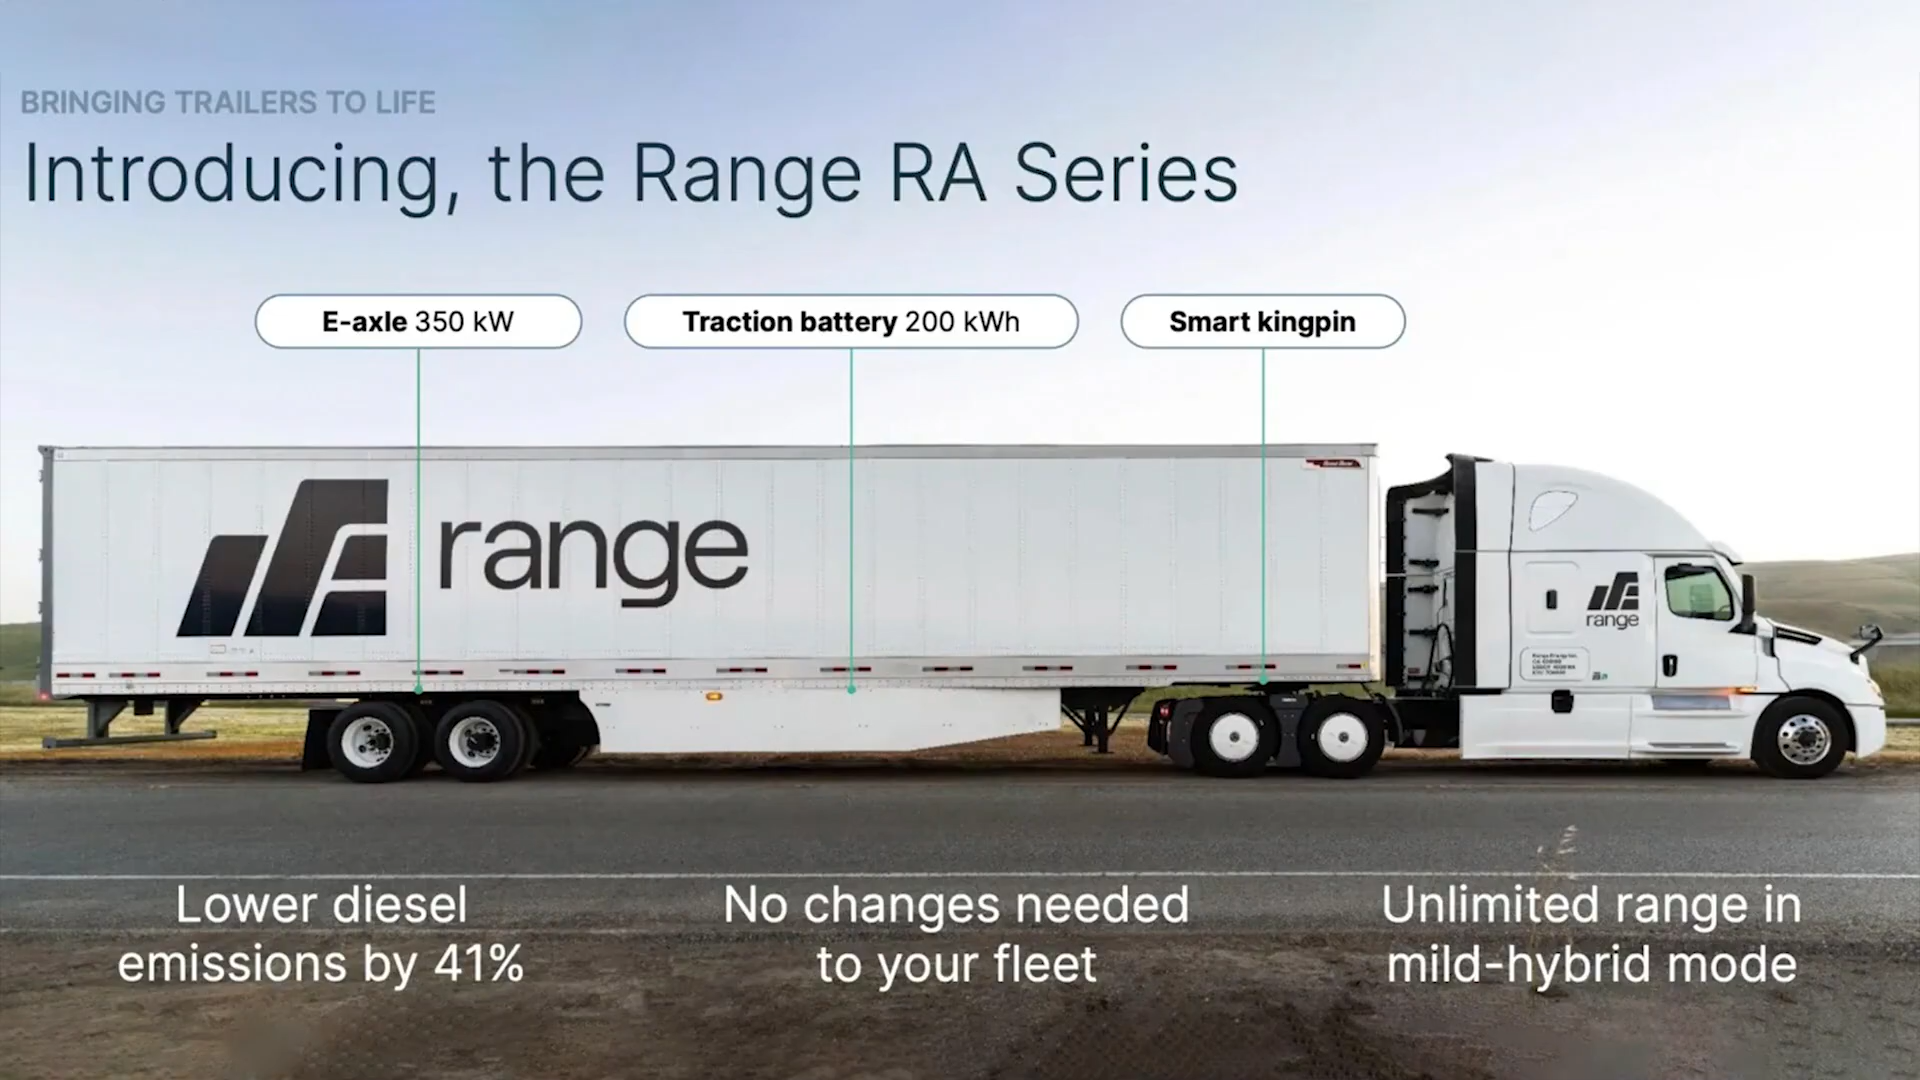 BRINGING TRAILERS TO LIFE
Introducing, the Range RA Series
E-axle 350 kW
Traction battery 200 kWh
Smart kingpin
range
range
Lower diesel
emissions by 41%
No changes needed
to your fleet
Unlimited range in
mild-hybrid mode